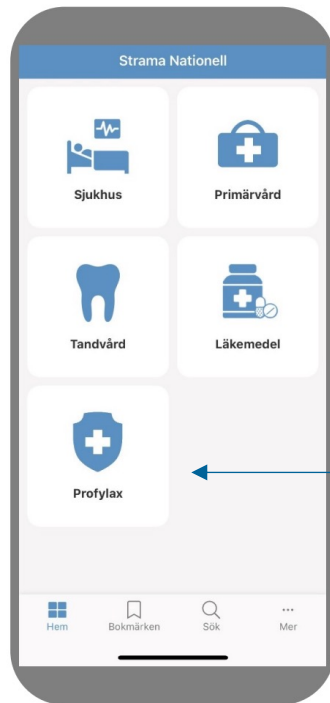 Strama Nationell
Sjukhus
Primärvård
Tandvård
Läkemedel
Profylax
Hem
Bokmärken
Sök
Mer